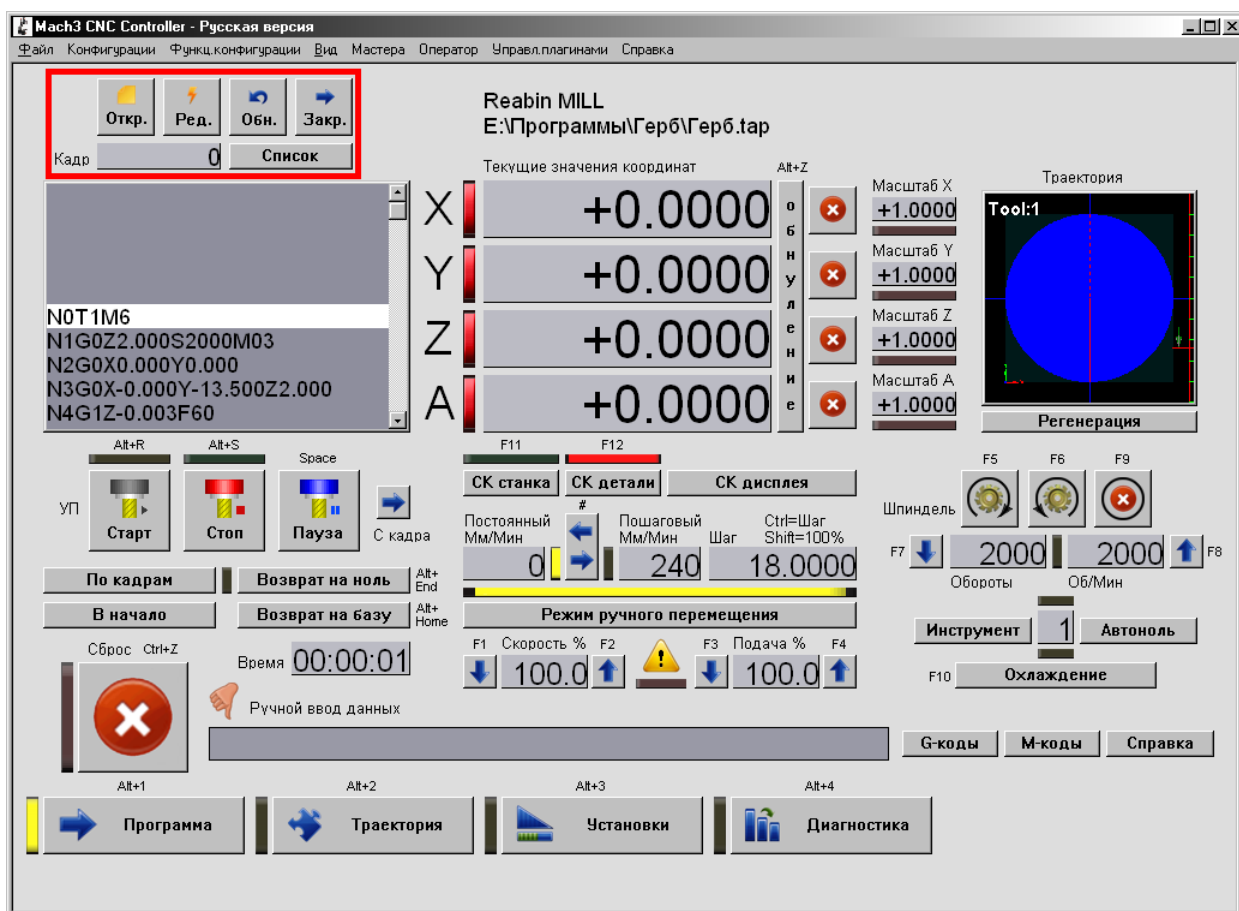 Mach3 CNC Controller - Русская версия
Файл Конфигурации Функц.конфигурации Вид Мастера Оператор Управл.плагинами Справка
Откр. Ред. Обн. Закр.
Кадр 0 Список
Reabin MILL
E:\Программы\Герб\Герб.tap
Текущие значения координат Alt+Z
X +0.0000
Y +0.0000
Z +0.0000
A +0.0000
обнуление
Масштаб X
+1.0000
Масштаб Y
+1.0000
Масштаб Z
+1.0000
Масштаб A
+1.0000
Траектория
Tool:1
Регенерация
N0T1M6
N1G0Z2.000S2000M03
N2G0X0.000Y0.000
N3G0X-0.000Y-13.500Z2.000
N4G1Z-0.003F60
Alt+R Alt+S Space
УП Старт Стоп Пауза С кадра
По кадрам Возврат на ноль Alt+
End
В начало Возврат на базу Alt+
Home
Сброс Ctrl+Z
Время 00:00:01
F11 F12
СК станка СК детали СК дисплея
#
Постоянный Пошаговый Ctrl=Шаг
Мм/Мин Мм/Мин Шаг Shift=100%
0 240 18.0000
Режим ручного перемещения
F1 Скорость % F2 F3 Подача % F4
100.0 100.0
F5 F6 F9
Шпиндель
F7 2000 2000 F8
Обороты Об/Мин
Инструмент 1 Автоноль
F10 Охлаждение
Ручной ввод данных
G-коды М-коды Справка
Alt+1 Alt+2 Alt+3 Alt+4
Программа Траектория Установки Диагностика